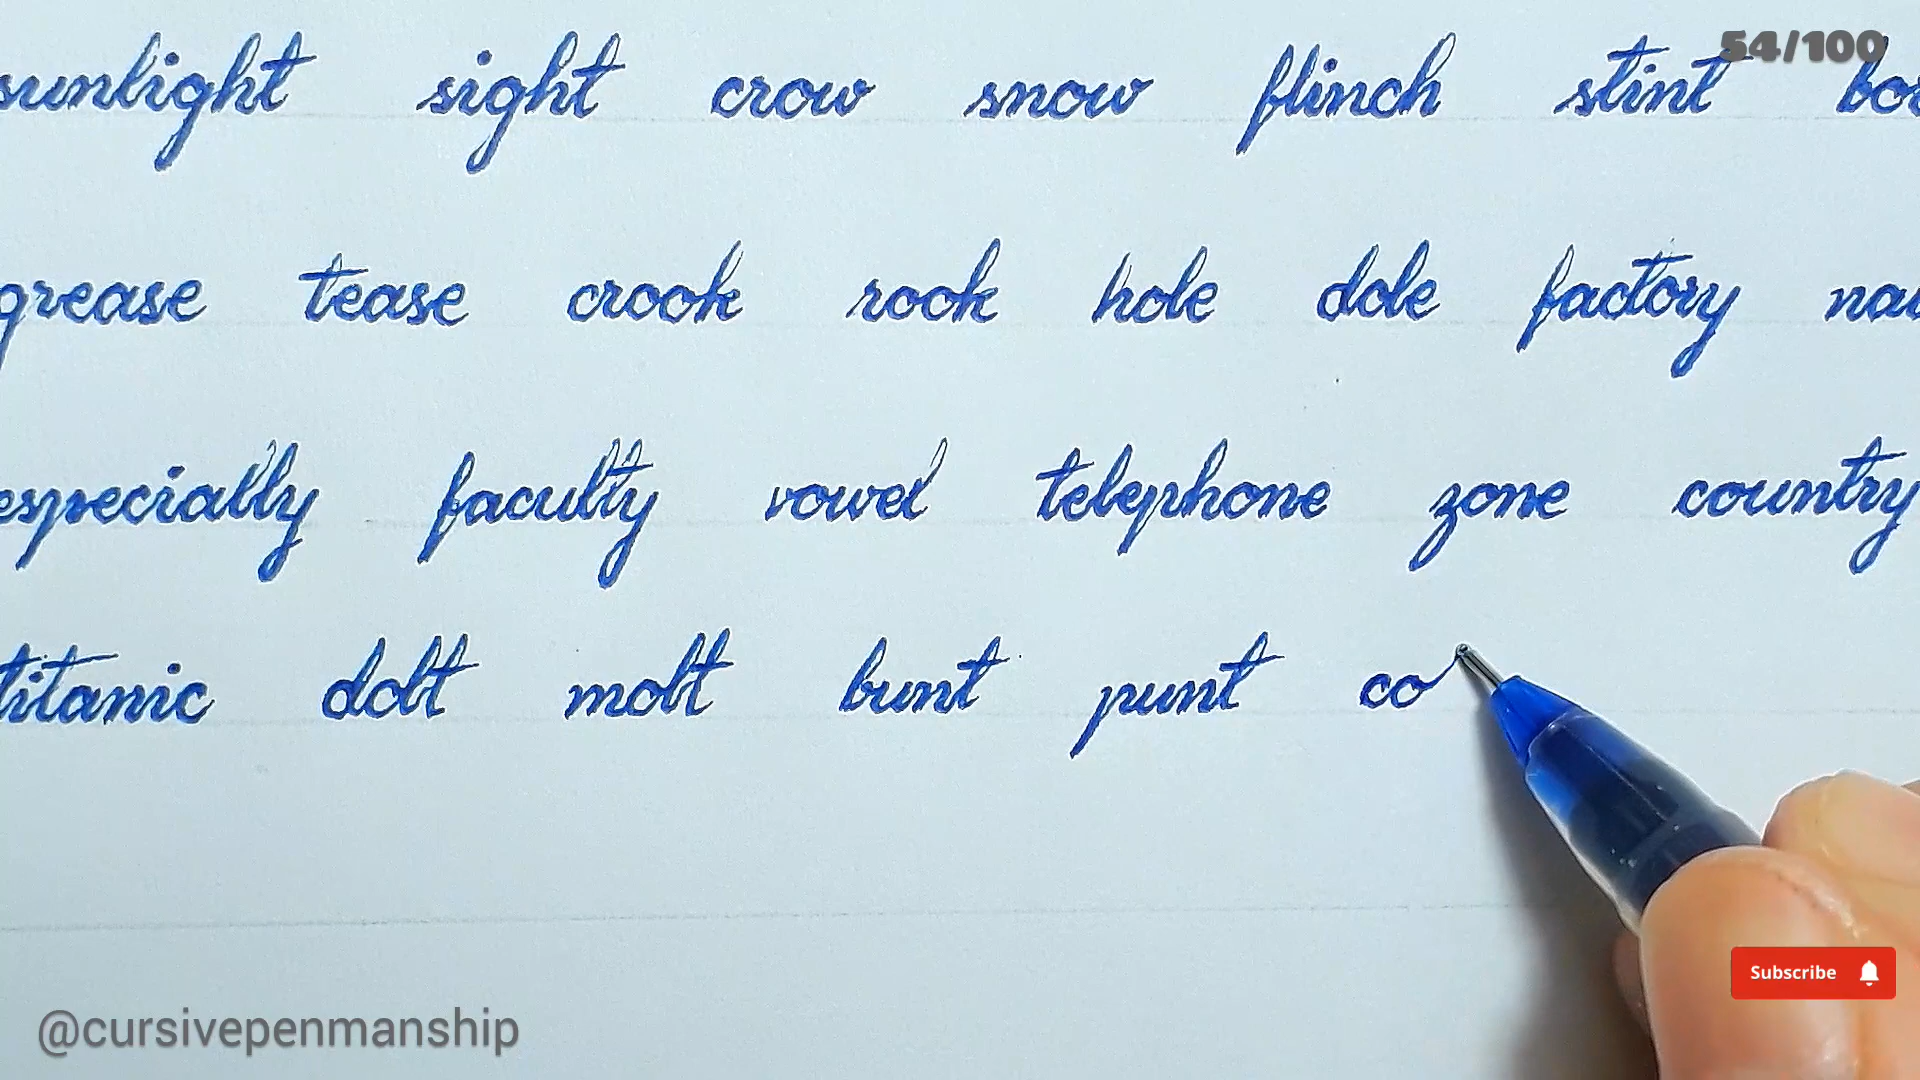 54/100
sunlight sight crow snow flinch stint
grease tease crook rook hole dole factory
especially faculty vowel telephone zone country
titanic dolt molt bunt punt co
Subscribe
@cursivepenmanship